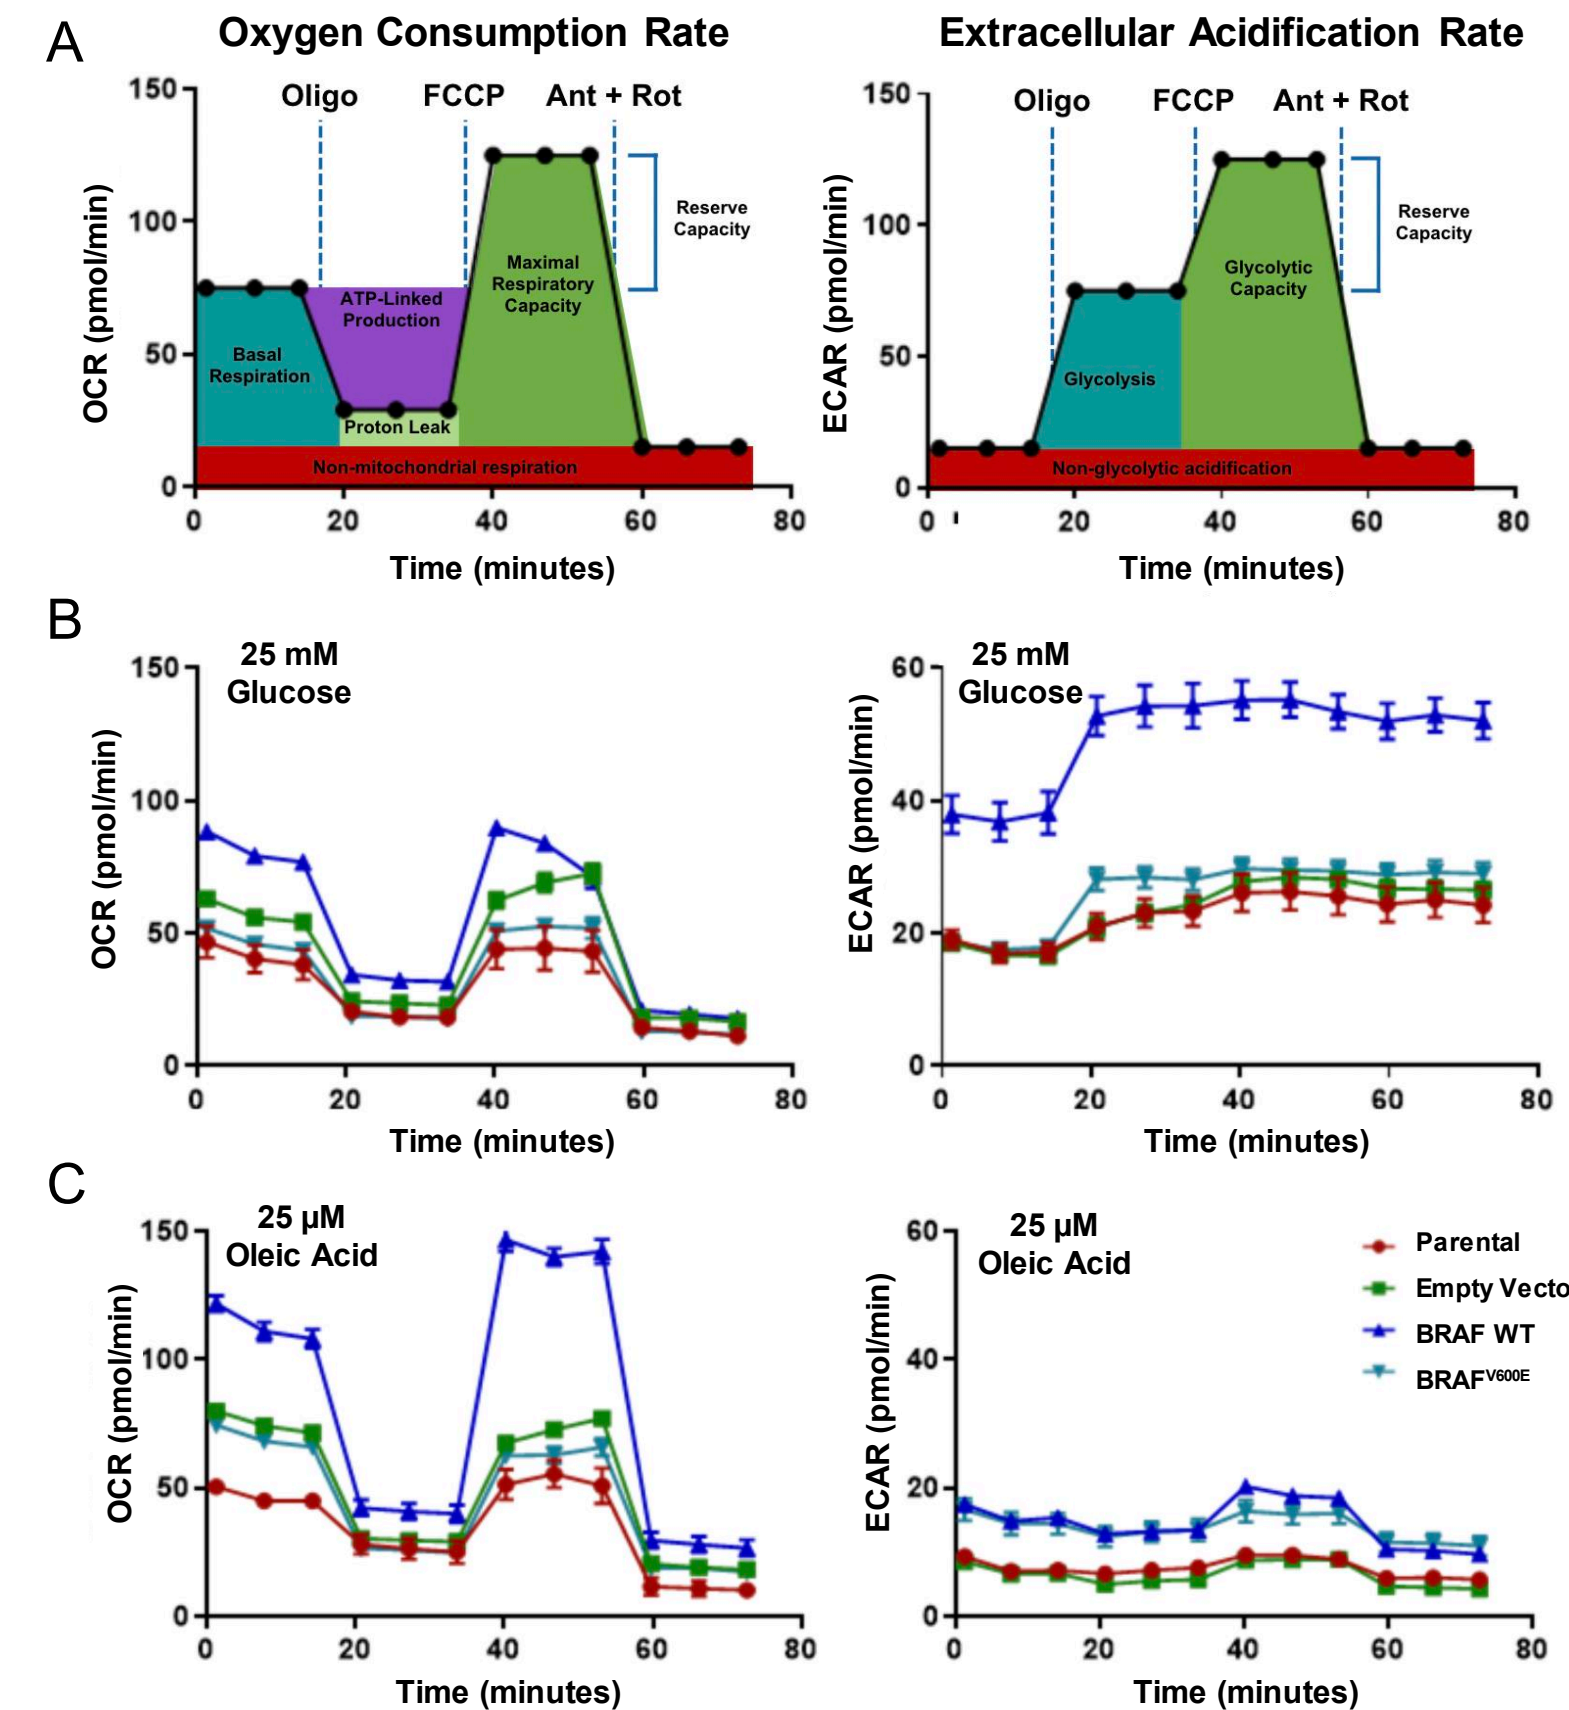 A
Oxygen Consumption Rate
Extracellular Acidification Rate
150
Oligo
FCCP
Ant + Rot
100
50
0
OCR (pmol/min)
Reserve
Capacity
Maximal
Respiratory
Capacity
ATP-Linked
Production
Basal
Respiration
Proton Leak
Non-mitochondrial respiration
0
20
40
60
80
Time (minutes)
150
Oligo
FCCP
Ant + Rot
100
50
0
ECAR (pmol/min)
Reserve
Capacity
Glycolytic
Capacity
Glycolysis
Non-glycolytic acidification
0
20
40
60
80
Time (minutes)
B
150
100
50
0
OCR (pmol/min)
25 mM
Glucose
0
20
40
60
80
Time (minutes)
60
40
20
0
ECAR (pmol/min)
25 mM
Glucose
0
20
40
60
80
Time (minutes)
C
150
100
50
0
OCR (pmol/min)
25 µM
Oleic Acid
0
20
40
60
80
Time (minutes)
60
40
20
0
ECAR (pmol/min)
25 µM
Oleic Acid
Parental
Empty Vecto
BRAF WT
BRAFV600E
0
20
40
60
80
Time (minutes)